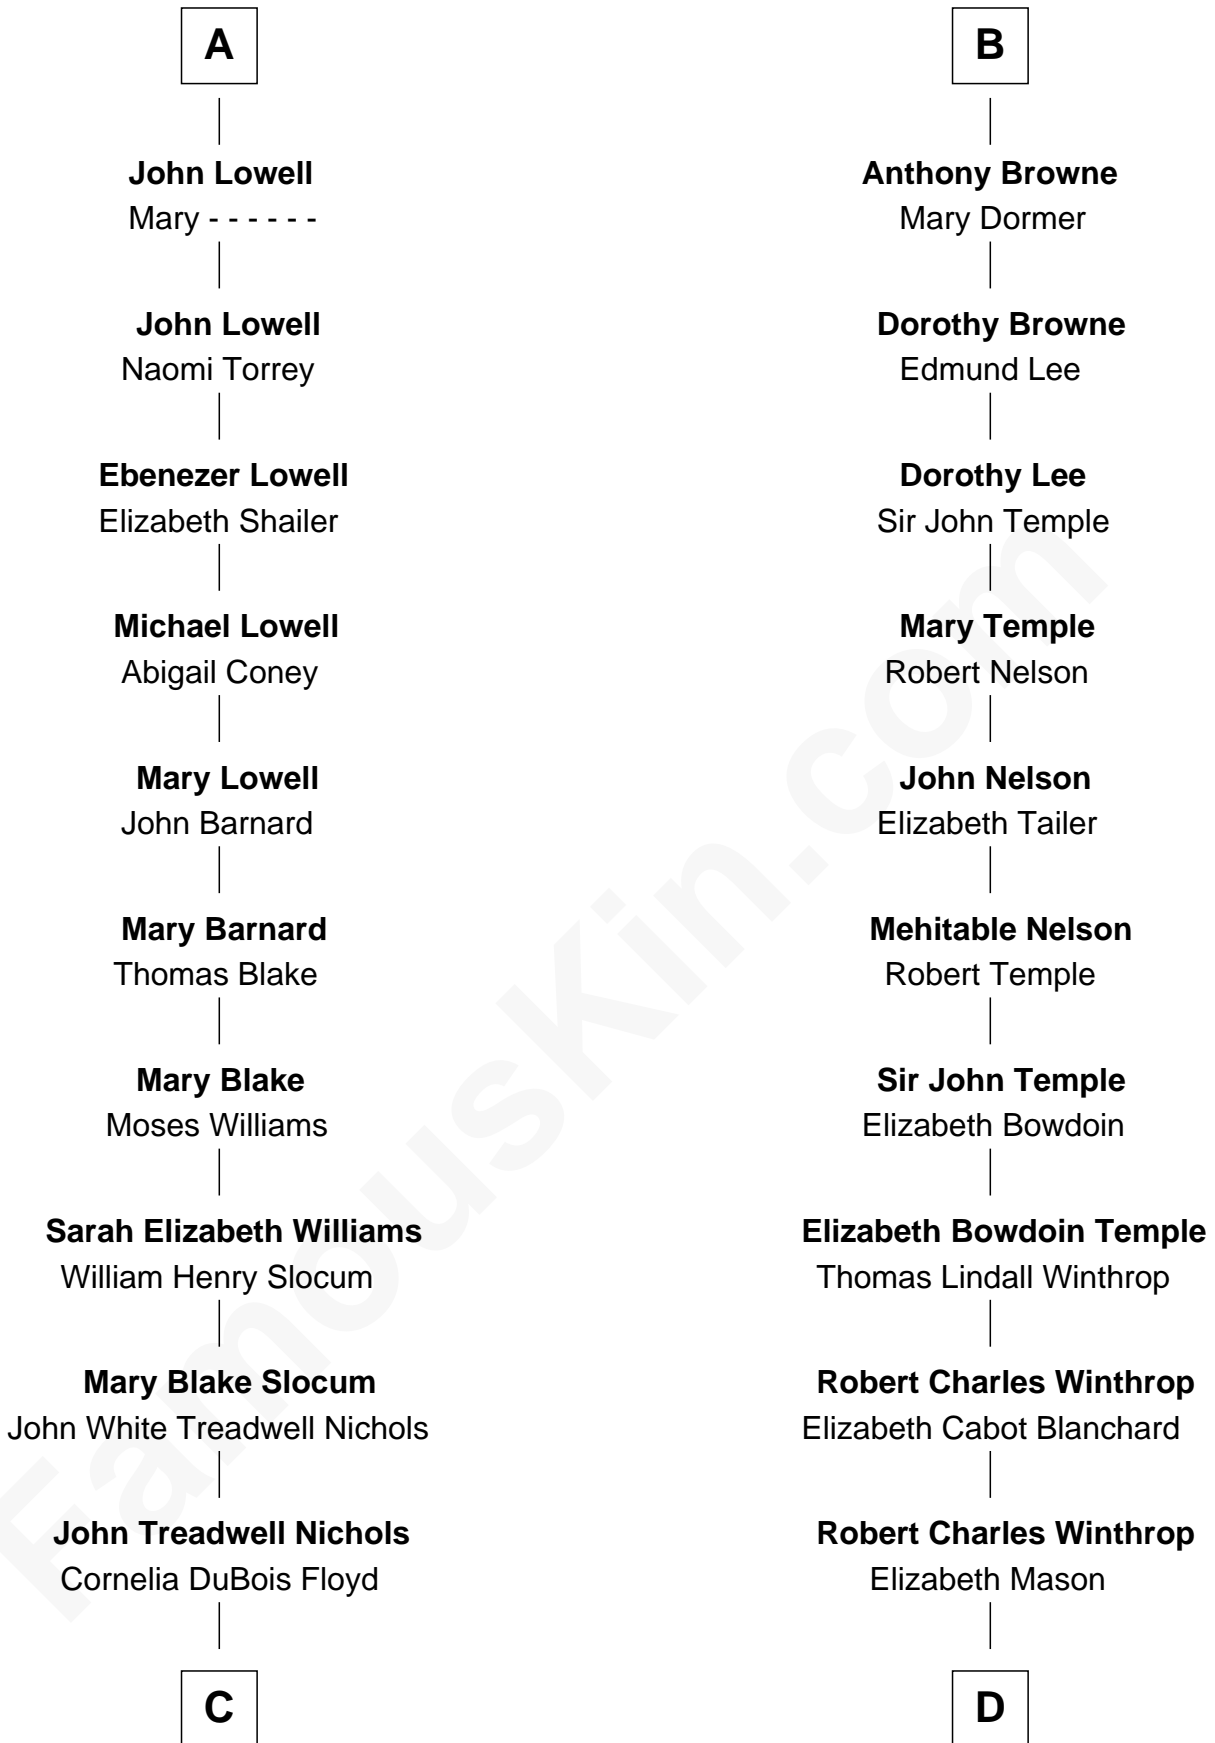 A
John Lowell
Mary - - - - - -
John Lowell
Naomi Torrey
Ebenezer Lowell
Elizabeth Shailer
Michael Lowell
Abigail Coney
Mary Lowell
John Barnard
Mary Barnard
Thomas Blake
Mary Blake
Moses Williams
Sarah Elizabeth Williams
William Henry Slocum
Mary Blake Slocum
John White Treadwell Nichols
John Treadwell Nichols
Cornelia DuBois Floyd
C
B
Anthony Browne
Mary Dormer
Dorothy Browne
Edmund Lee
Dorothy Lee
Sir John Temple
Mary Temple
Robert Nelson
John Nelson
Elizabeth Tailer
Mehitable Nelson
Robert Temple
Sir John Temple
Elizabeth Bowdoin
Elizabeth Bowdoin Temple
Thomas Lindall Winthrop
Robert Charles Winthrop
Elizabeth Cabot Blanchard
Robert Charles Winthrop
Elizabeth Mason
D
FamousKin.com